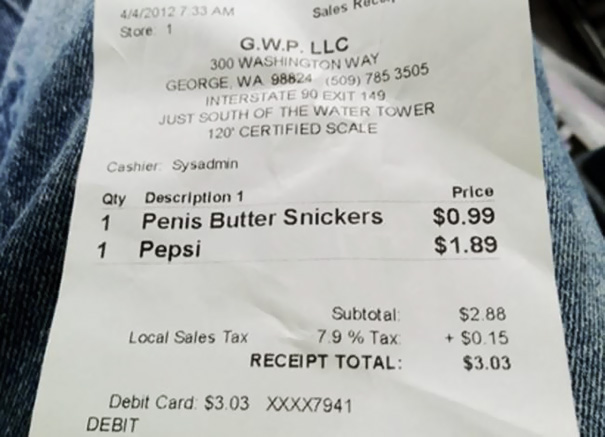 4/4/2012 7:33 AM
Sales
Store: 1
G.W.P. LLC
300 WASHINGTON WAY
GEORGE, WA 98824 (509) 785 3505
INTERSTATE 90 EXIT 149
JUST SOUTH OF THE WATER TOWER
120' CERTIFIED SCALE
Cashier: Sysadmin
Qty Description 1 Price
1 Penis Butter Snickers $0.99
1 Pepsi $1.89
Subtotal: $2.88
Local Sales Tax 7.9 % Tax: + $0.15
RECEIPT TOTAL: $3.03
Debit Card: $3.03 XXXX7941
DEBIT